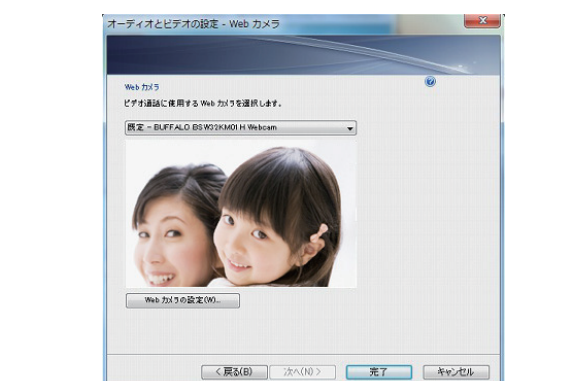 オーディオとビデオの設定 - Web カメラ
Web カメラ
ビデオ通話に使用する Web カメラを選択します。
既定 - BUFFALO BSW32KM01H Webcam
Web カメラの設定(W)...
< 戻る(B)
次へ(N) >
完了
キャンセル